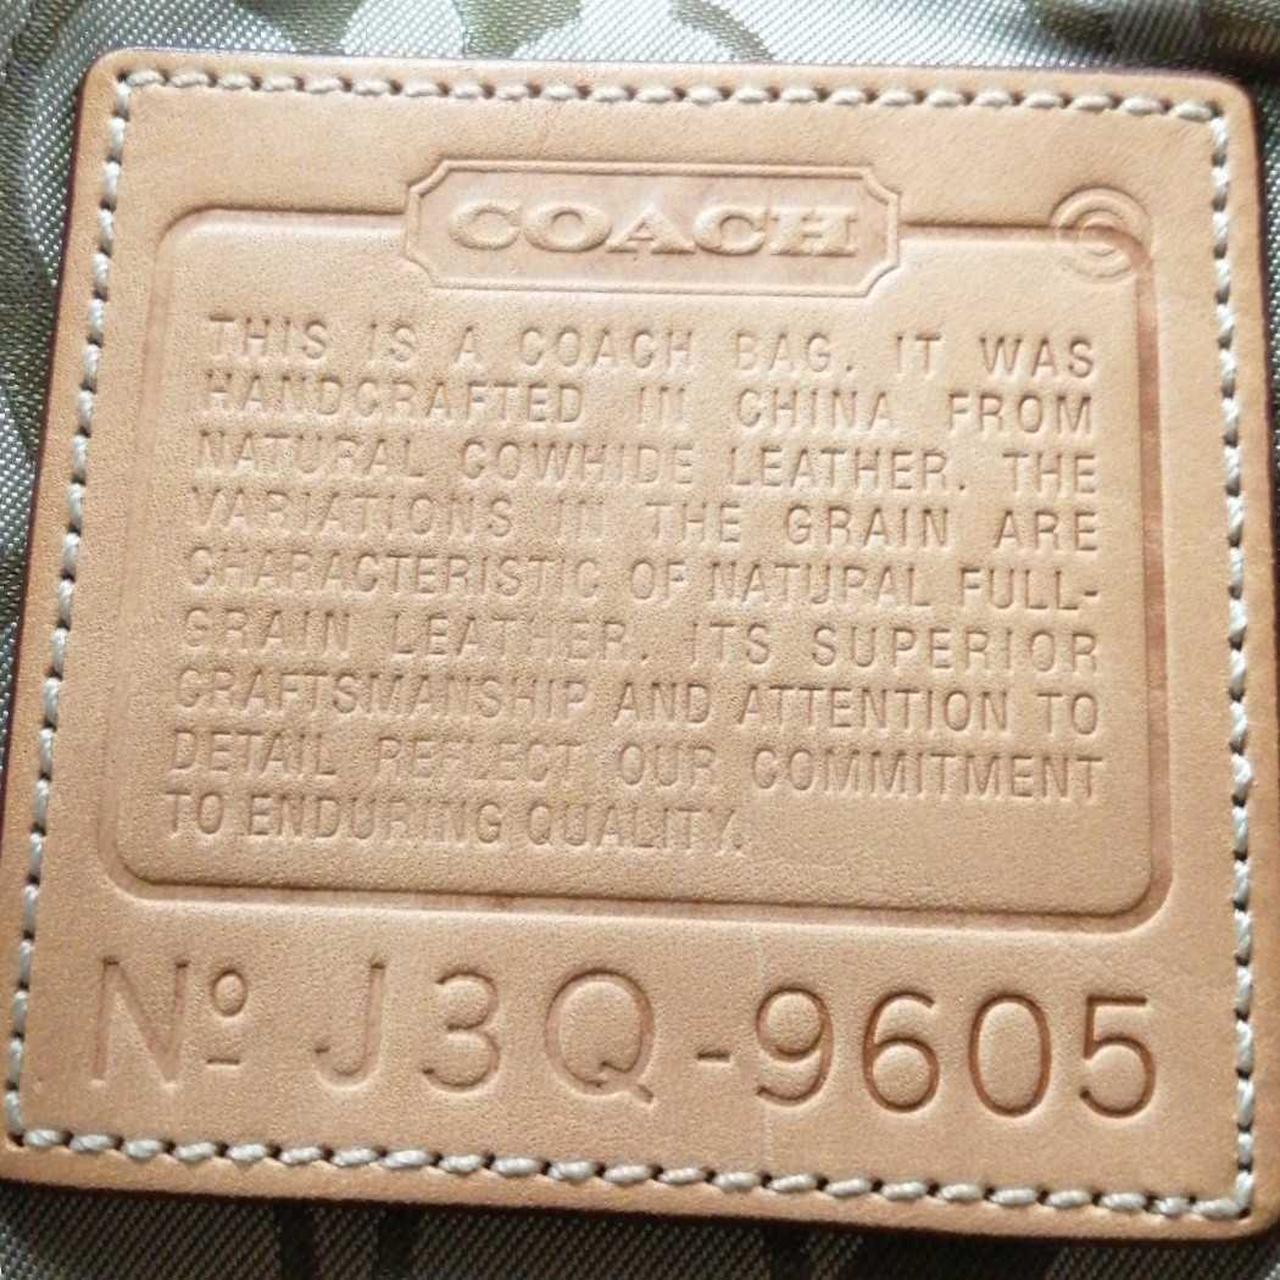 COACH
THIS IS A COACH BAG. IT WAS
HANDCRAFTED IN CHINA FROM
NATURAL COWHIDE LEATHER. THE
VARIATIONS IN THE GRAIN ARE
CHARACTERISTIC OF NATURAL FULL-
GRAIN LEATHER. ITS SUPERIOR
CRAFTSMANSHIP AND ATTENTION TO
DETAIL REFLECT OUR COMMITMENT
TO ENDURING QUALITY.
Nº J3Q-9605